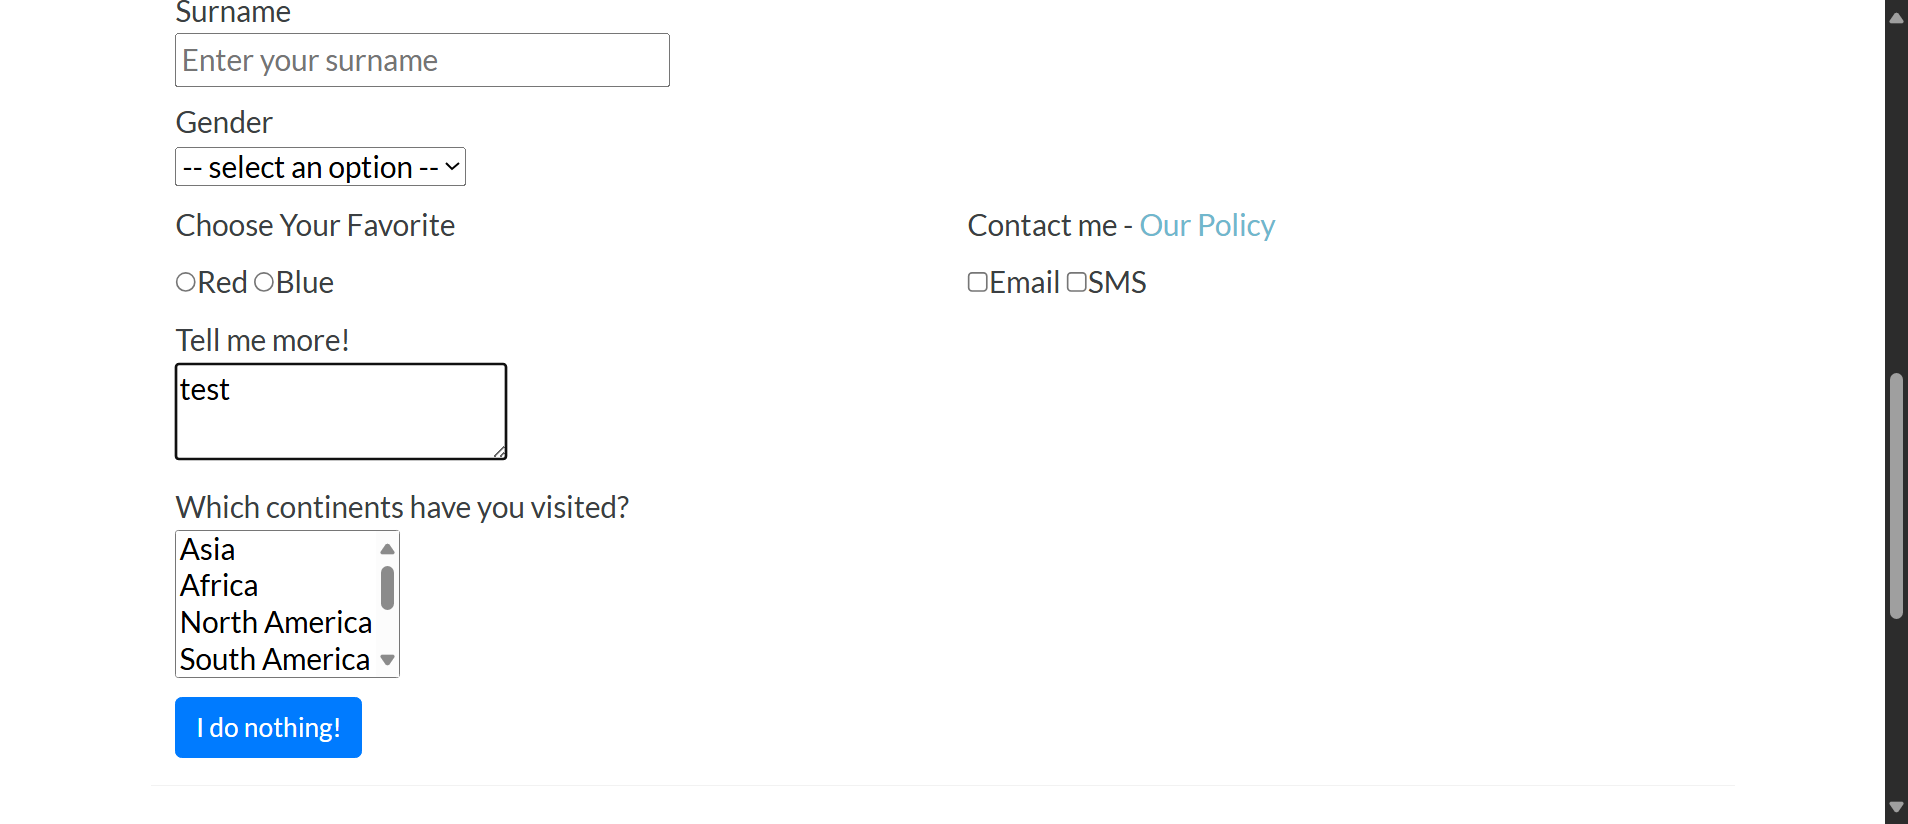 Surname
Enter your surname
Gender
-- select an option --
Choose Your Favorite
Contact me - Our Policy
Red Blue
Email SMS
Tell me more!
test
Which continents have you visited?
Asia
Africa
North America
South America
I do nothing!